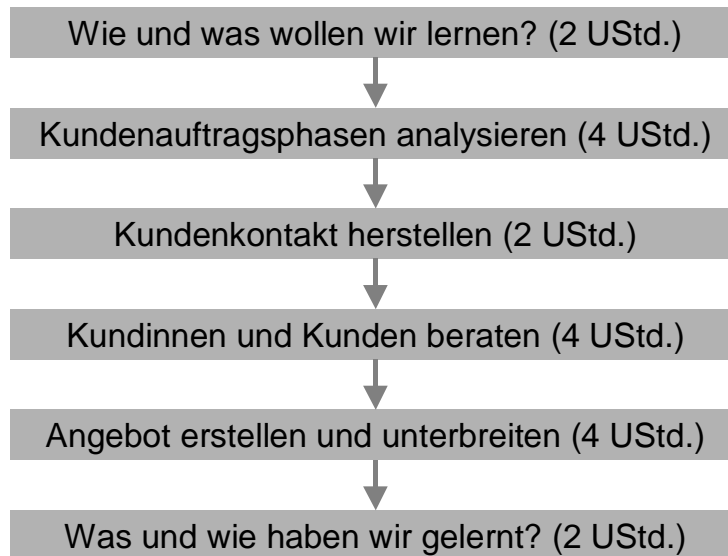 Wie und was wollen wir lernen? (2 UStd.)
Kundenauftragsphasen analysieren (4 UStd.)
Kundenkontakt herstellen (2 UStd.)
Kundinnen und Kunden beraten (4 UStd.)
Angebot erstellen und unterbreiten (4 UStd.)
Was und wie haben wir gelernt? (2 UStd.)